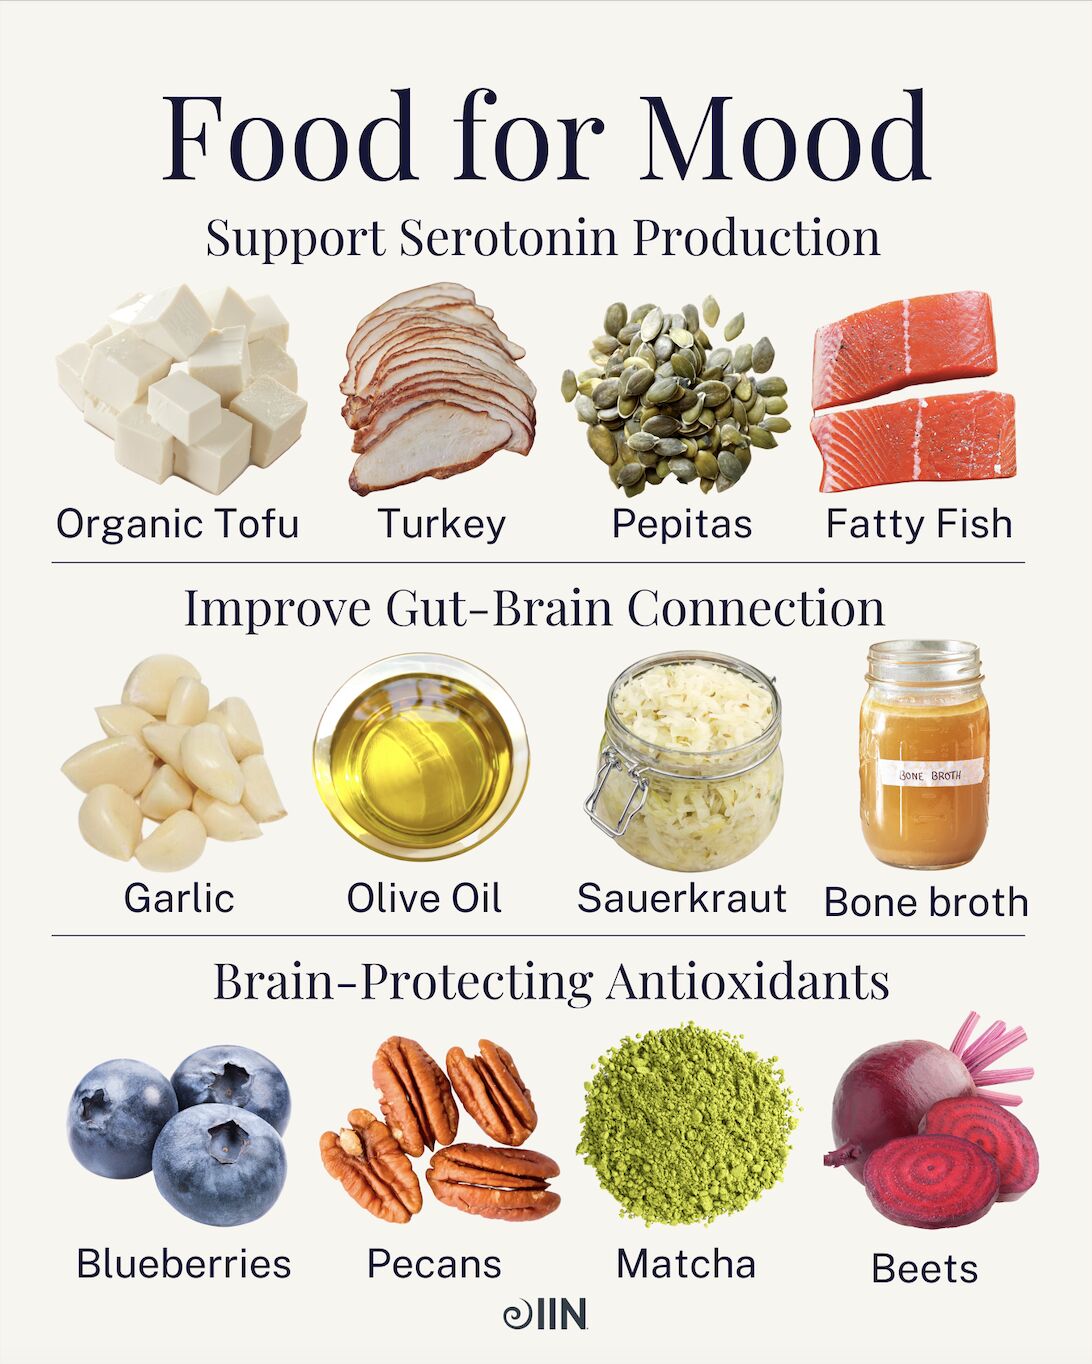 Food for Mood
Support Serotonin Production
Organic Tofu
Turkey
Pepitas
Fatty Fish
Improve Gut-Brain Connection
BONE BROTH
Garlic
Olive Oil
Sauerkraut
Bone broth
Brain-Protecting Antioxidants
Blueberries
Pecans
Matcha
Beets
IIN